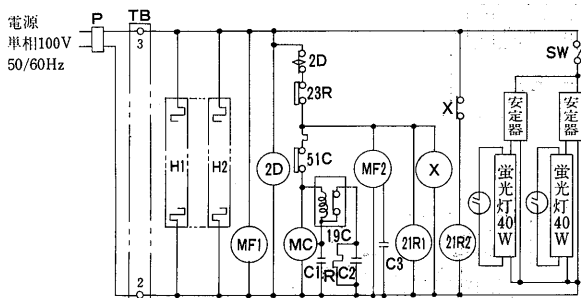 電源
単相100V
50/60Hz
P
TB
3
2
H1
H2
MF1
2D
2D
23R
51C
MC
19C
C1
R
C2
MF2
C3
21R1
X
X
21R2
SW
安定器
安定器
蛍光灯40W
蛍光灯40W